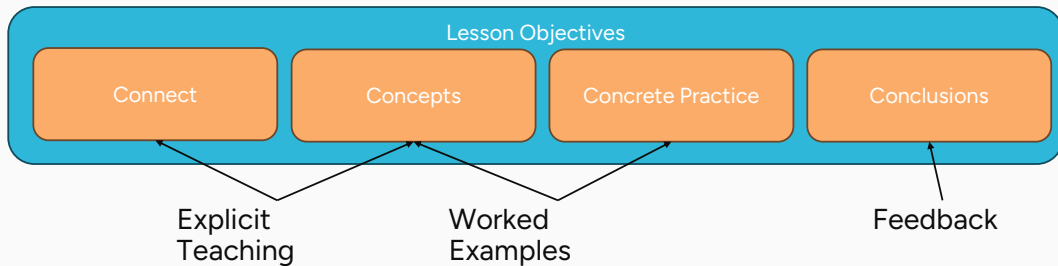 Lesson Objectives
Connect
Concepts
Concrete Practice
Conclusions
Explicit
Teaching
Worked
Examples
Feedback